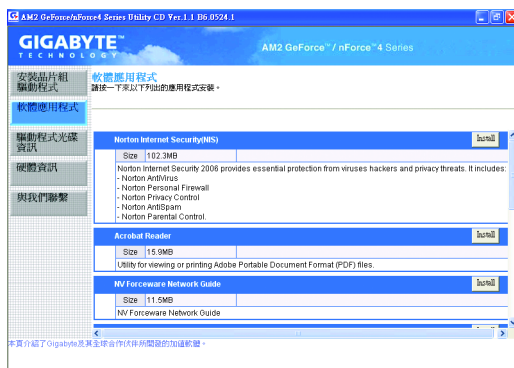 AM2 GeForce/nForce4 Series Utility CD Ver.1.1 B6.0524.1
GIGABYTE™
TECHNOLOGY
AM2 GeForce™/ nForce™4 Series
安裝晶片組
驅動程式
軟體應用程式
驅動程式光碟
資訊
硬體資訊
與我們聯繫
軟體應用程式
請按一下來以下列出的應用程式安裝。
Norton Internet Security(NIS)
Install
Size 102.3MB
Norton Internet Security 2006 provides essential protection from viruses hackers and privacy threats. It includes:
- Norton AntiVirus
- Norton Personal Firewall
- Norton Privacy Control
- Norton AntiSpam
- Norton Parental Control.
Acrobat Reader
Install
Size 15.9MB
Utility for viewing or printing Adobe Portable Document Format (PDF) files.
NV Forceware Network Guide
Install
Size 11.5MB
NV Forceware Network Guide
本頁介紹了Gigabyte及其全球合作伙伴所開發的加值軟體。